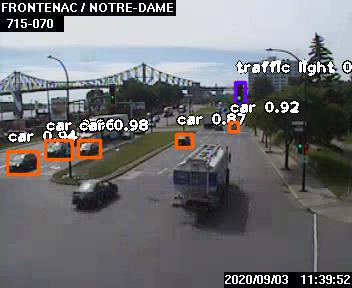 FRONTENAC / NOTRE-DAME
715-070
traffic light 0
car 0.92
car 0.87
car 0.98
car 0.94
2020/09/03 11:39:52